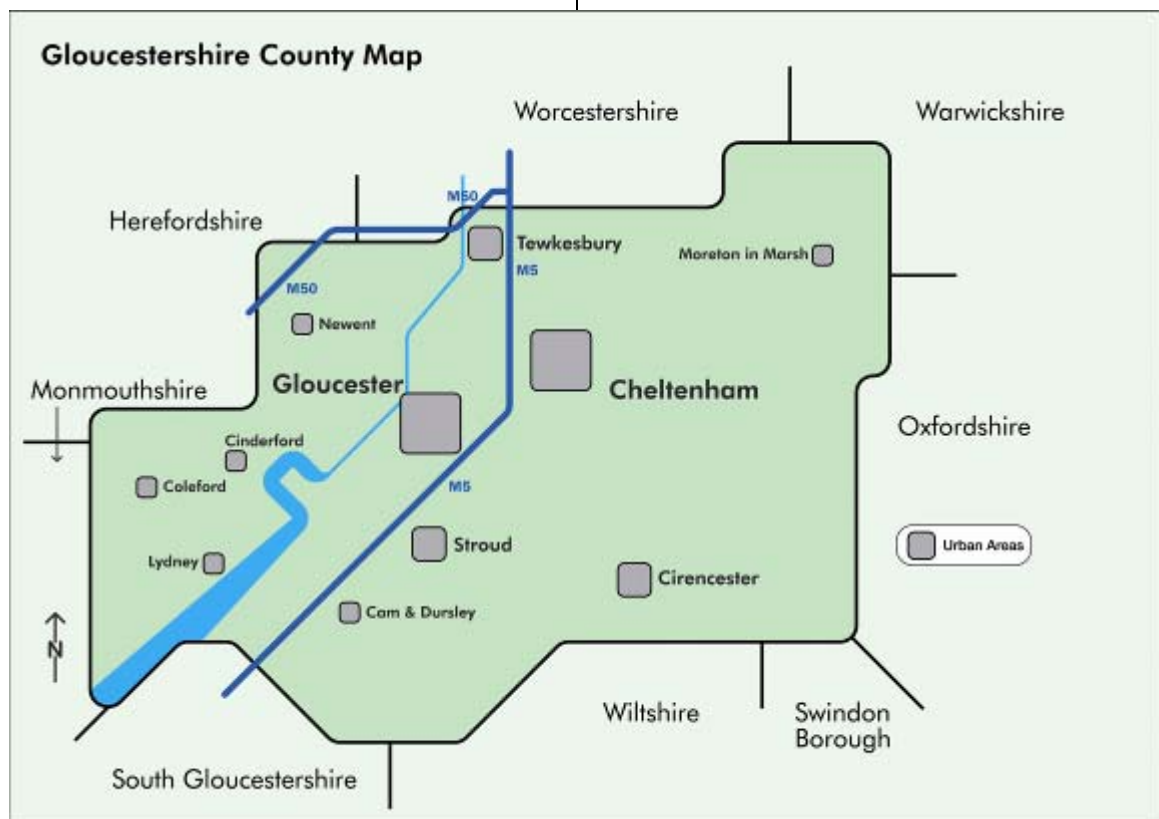 Gloucestershire County Map
Worcestershire
Warwickshire
Herefordshire
M50
Tewkesbury
Moreton in Marsh
M5
M50
Newent
Gloucester
Cheltenham
Monmouthshire
Oxfordshire
Cinderford
Coleford
M5
Stroud
Urban Areas
Lydney
Cirencester
Cam & Dursley
N
Wiltshire
Swindon
Borough
South Gloucestershire